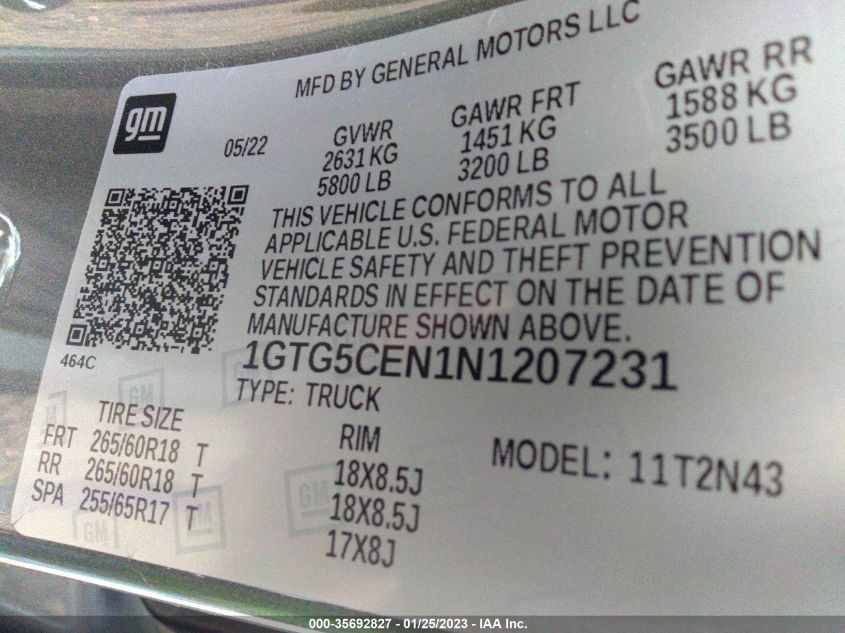 MFD BY GENERAL MOTORS LLC
gm
05/22
GVWR GAWR FRT GAWR RR
2631 KG 1451 KG 1588 KG
5800 LB 3200 LB 3500 LB
THIS VEHICLE CONFORMS TO ALL
APPLICABLE U.S. FEDERAL MOTOR
VEHICLE SAFETY AND THEFT PREVENTION
STANDARDS IN EFFECT ON THE DATE OF
MANUFACTURE SHOWN ABOVE.
464C
1GTG5CEN1N1207231
TYPE: TRUCK
TIRE SIZE RIM MODEL: 11T2N43
FRT 265/60R18 T 18X8.5J
RR 265/60R18 T 18X8.5J
SPA 255/65R17 T 17X8J
GM
GM
GM
GM
000-35692827 - 01/25/2023 - IAA Inc.